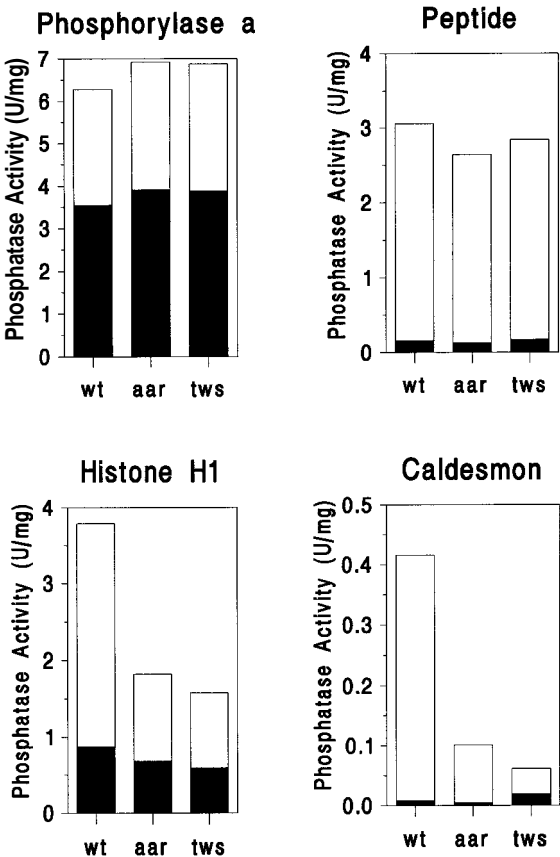 Phosphorylase a
Phosphatase Activity (U/mg)
7
6
5
4
3
2
1
0
wt aar tws
Peptide
Phosphatase Activity (U/mg)
4
3
2
1
0
wt aar tws
Histone H1
Phosphatase Activity (U/mg)
4
3
2
1
0
wt aar tws
Caldesmon
Phosphatase Activity (U/mg)
0.5
0.4
0.3
0.2
0.1
0.0
wt aar tws